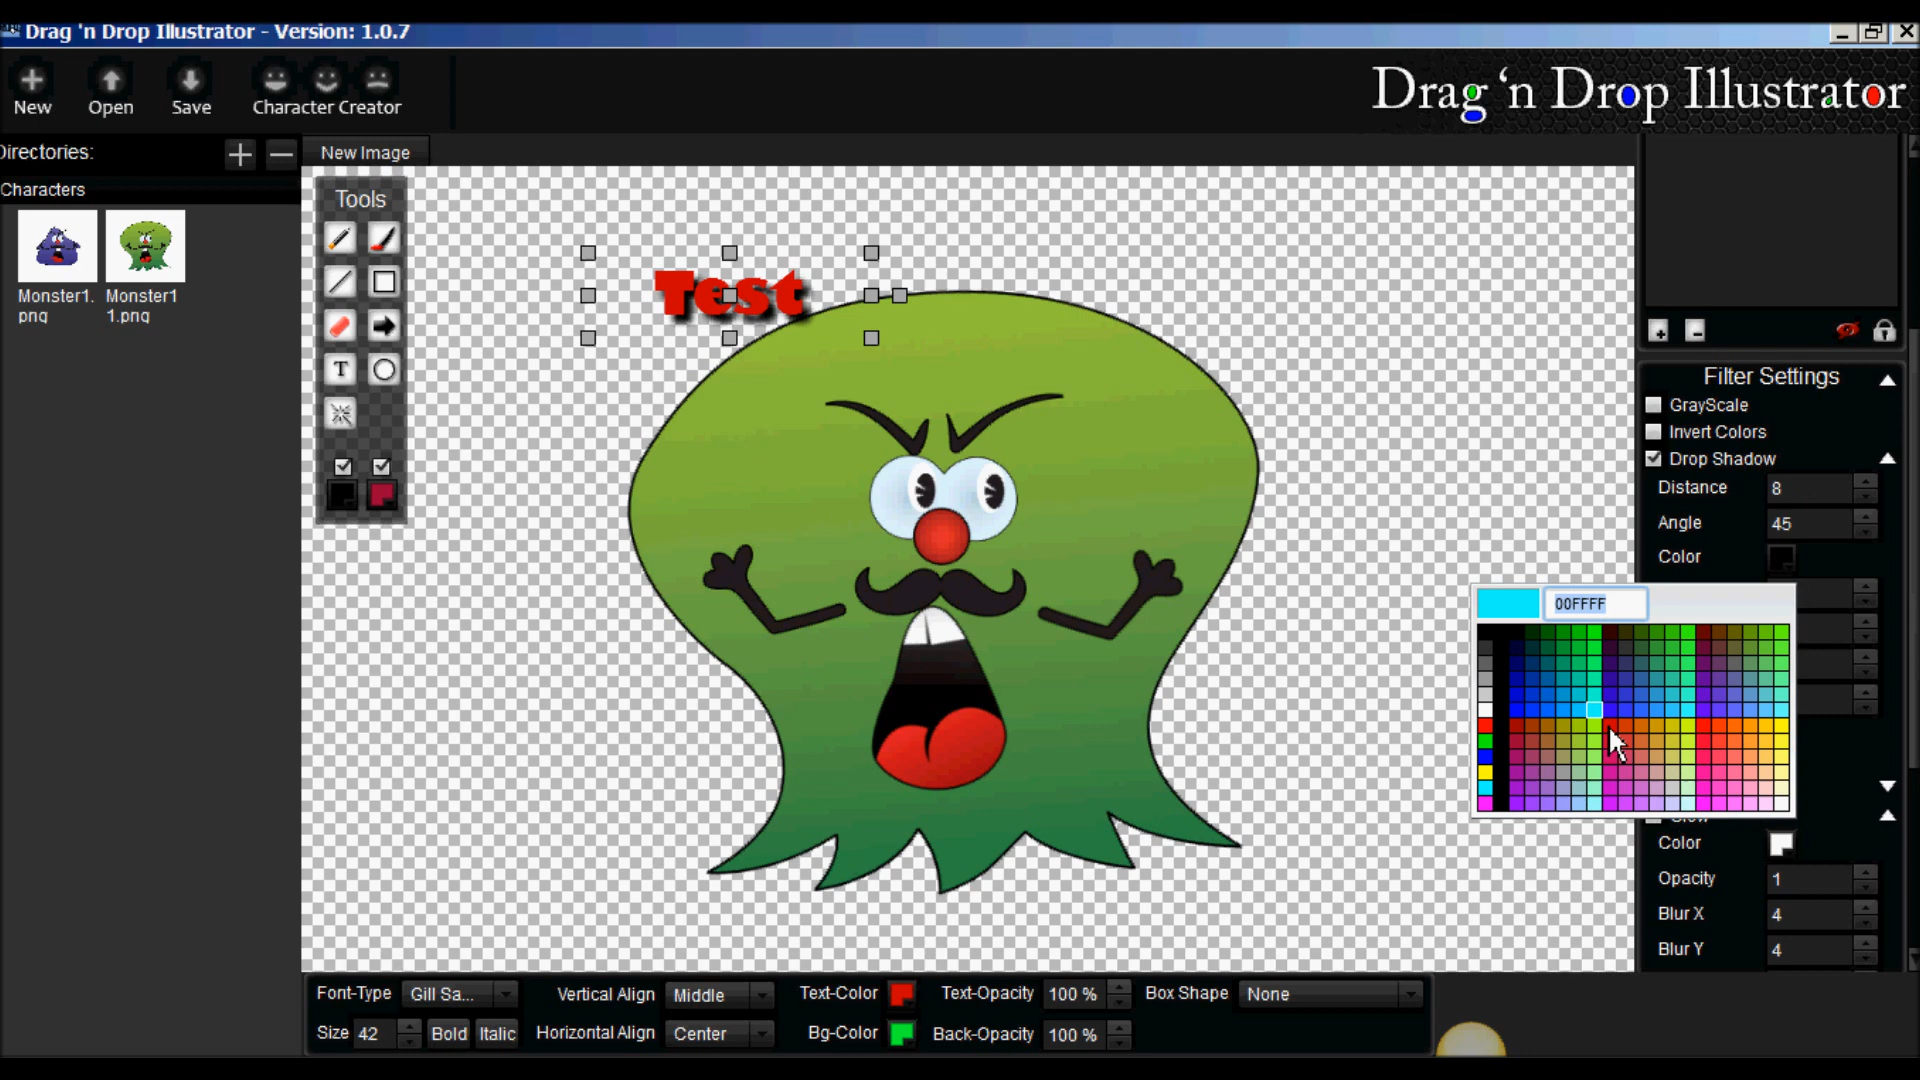 Drag 'n Drop Illustrator - Version: 1.0.7
New
Open
Save
Character Creator
Drag 'n Drop Illustrator
Directories:
New Image
Characters
Tools
Monster1.
png
Monster1
1.png
Test
T
Filter Settings
GrayScale
Invert Colors
Drop Shadow
Distance 8
Angle 45
Color
00FFFF
Color
Opacity 1
Blur X 4
Blur Y 4
Font-Type Gill Sa... Vertical Align Middle Text-Color Text-Opacity 100 % Box Shape None
Size 42 Bold Italic Horizontal Align Center Bg-Color Back-Opacity 100 %